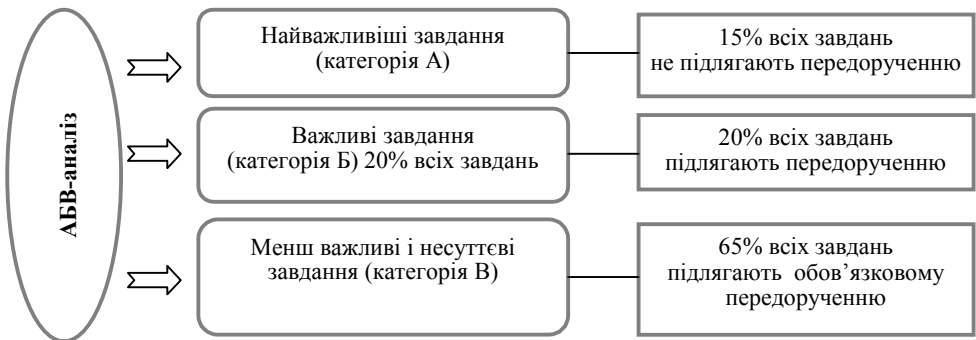 АБВ-аналіз
Найважливіші завдання
(категорія А)
15% всіх завдань
не підлягають передорученню
Важливі завдання
(категорія Б) 20% всіх завдань
20% всіх завдань
підлягають передорученню
Менш важливі і несуттєві
завдання (категорія В)
65% всіх завдань
підлягають обов’язковому
передорученню